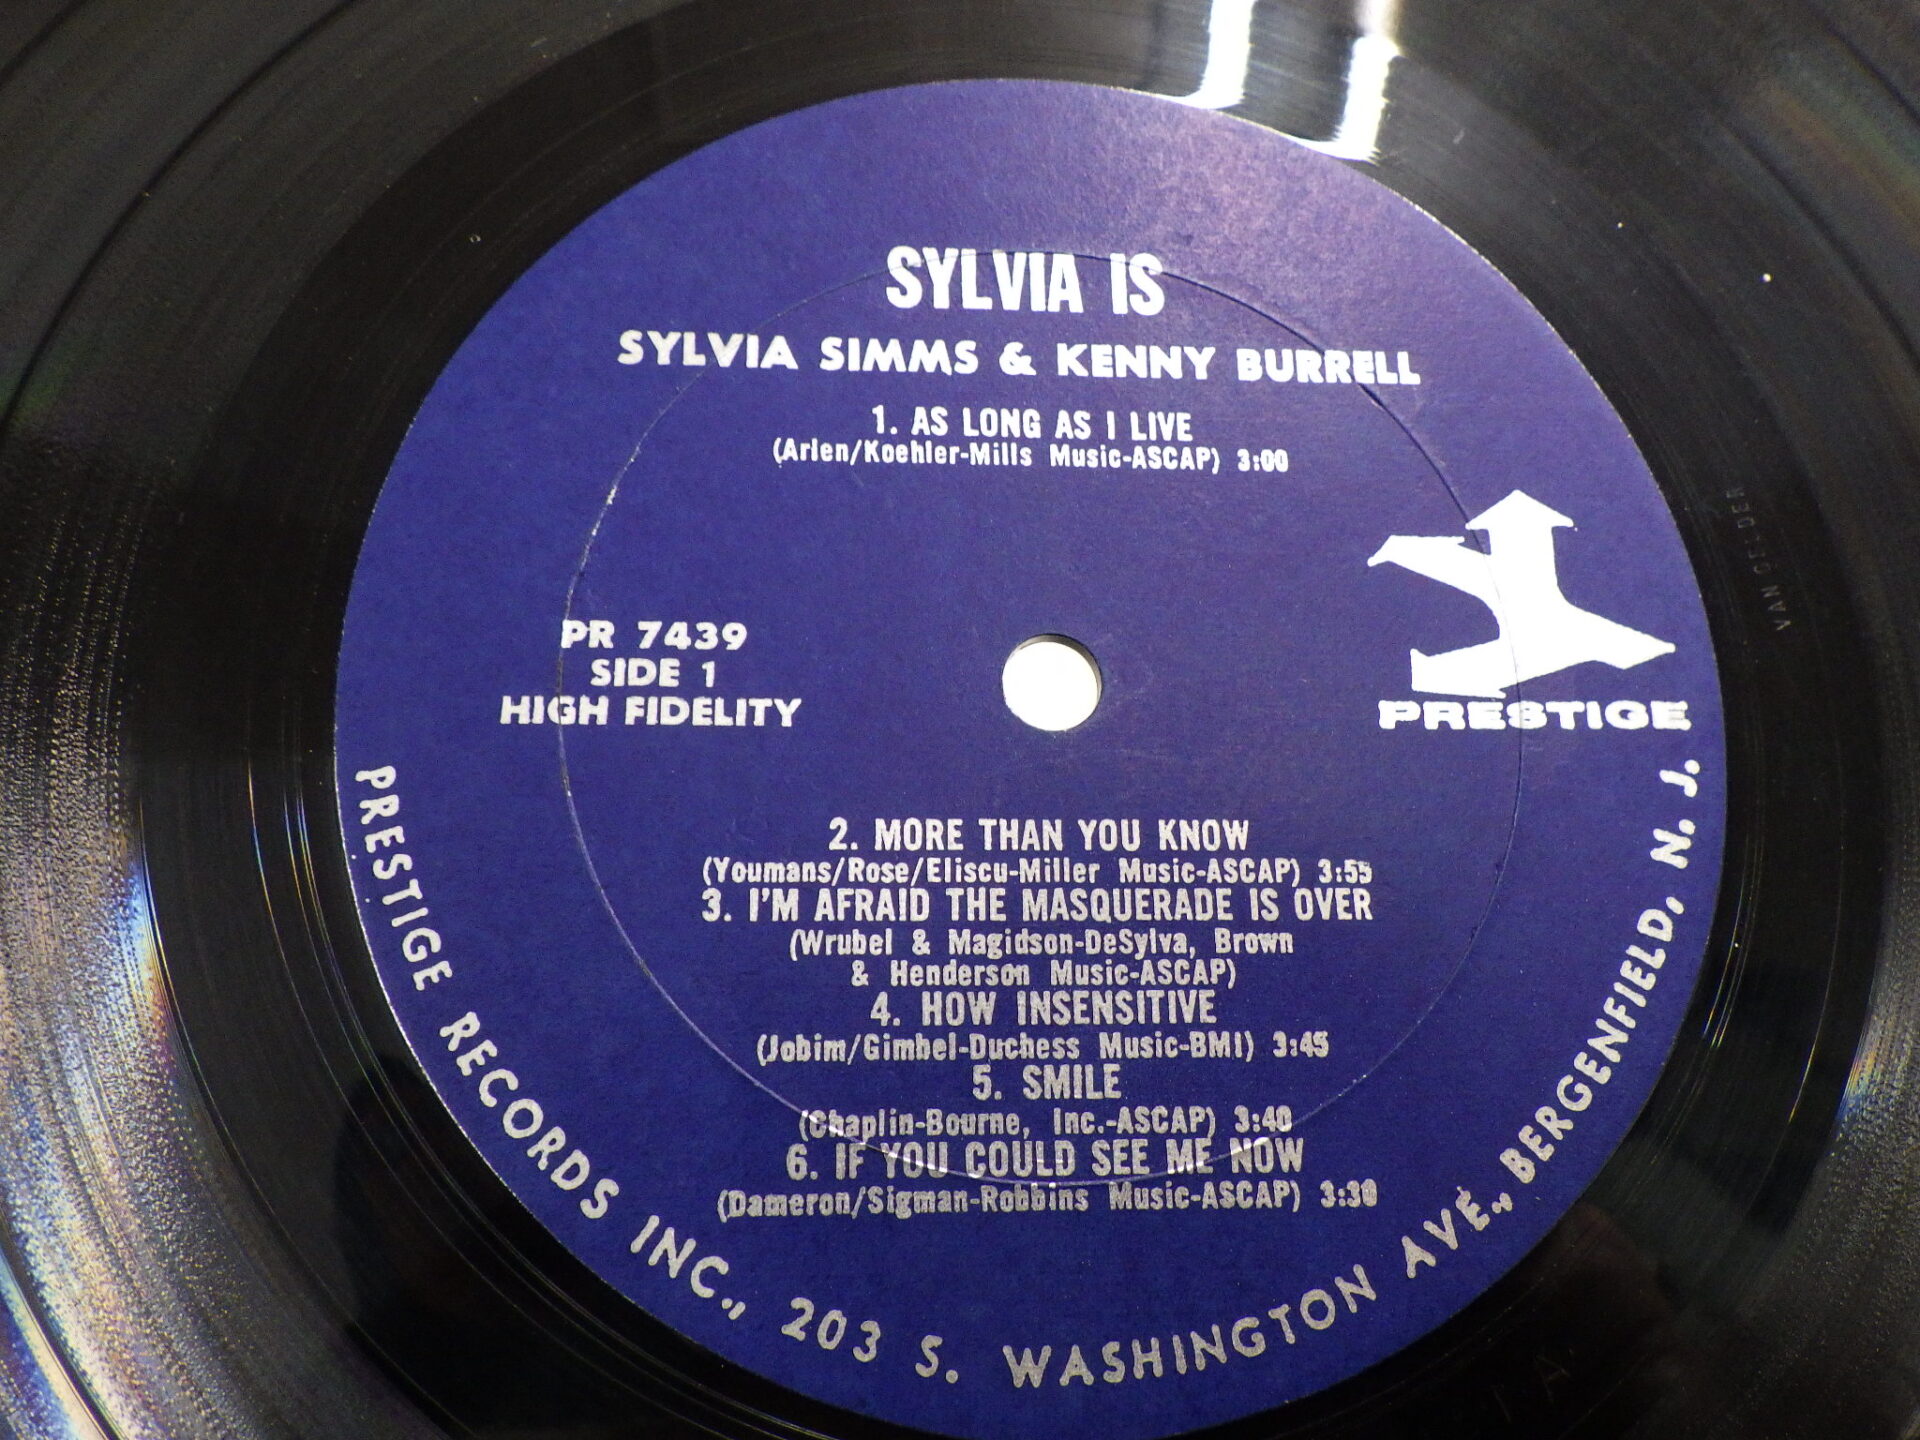 SYLVIA IS
SYLVIA SIMMS & KENNY BURRELL
1. AS LONG AS I LIVE
(Arlen/Koehler-Mills Music-ASCAP) 3:00
PR 7439
SIDE 1
HIGH FIDELITY
PRESTIGE
2. MORE THAN YOU KNOW
(Youmans/Rose/Eliscu-Miller Music-ASCAP) 3:55
3. I'M AFRAID THE MASQUERADE IS OVER
(Wrubel & Magidson-DeSylva, Brown
& Henderson Music-ASCAP)
4. HOW INSENSITIVE
(Jobim/Gimbel-Duchess Music-BMI) 3:45
5. SMILE
(Chaplin-Bourne, Inc.-ASCAP) 3:40
6. IF YOU COULD SEE ME NOW
(Dameron/Sigman-Robbins Music-ASCAP) 3:30
PRESTIGE RECORDS INC., 203 S. WASHINGTON AVE., BERGENFIELD, N. J.
VAN GELDER